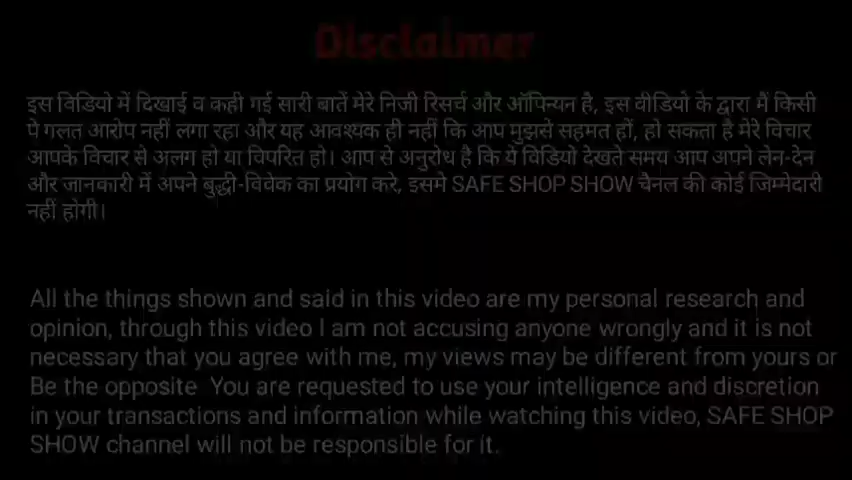 Disclaimer
इस विडियो में दिखाई व कही गई सारी बातें मेरे निजी रिसर्च और ऑपिन्यन है, इस वीडियो के द्वारा मैं किसी
पे गलत आरोप नहीं लगा रहा और यह आवश्यक ही नहीं कि आप मुझसे सहमत हों, हो सकता है मेरे विचार
आपके विचार से अलग हो या विपरित हो। आप से अनुरोध है कि ये विडियों देखते समय आप अपने लेन-देन
और जानकारी में अपने बुद्धी-विवेक का प्रयोग करे, इसमे SAFE SHOP SHOW चैनल की कोई जिम्मेदारी
नहीं होगी।
All the things shown and said in this video are my personal research and
opinion, through this video I am not accusing anyone wrongly and it is not
necessary that you agree with me, my views may be different from yours or
Be the opposite You are requested to use your intelligence and discretion
in your transactions and information while watching this video, SAFE SHOP
SHOW channel will not be responsible for it.